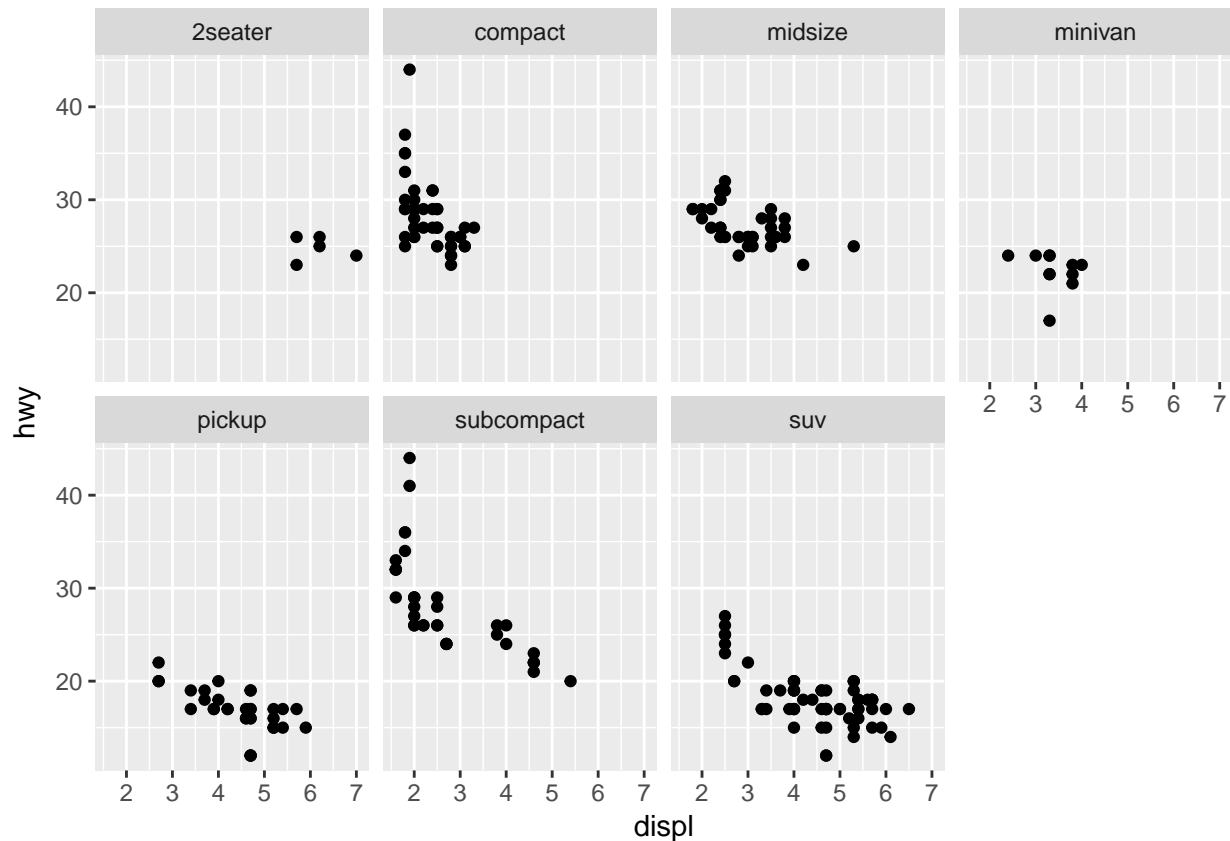 2seater compact midsize minivan
40
30
20
2 3 4 5 6 7
hwy
pickup subcompact suv
40
30
20
2 3 4 5 6 7 2 3 4 5 6 7 2 3 4 5 6 7
displ